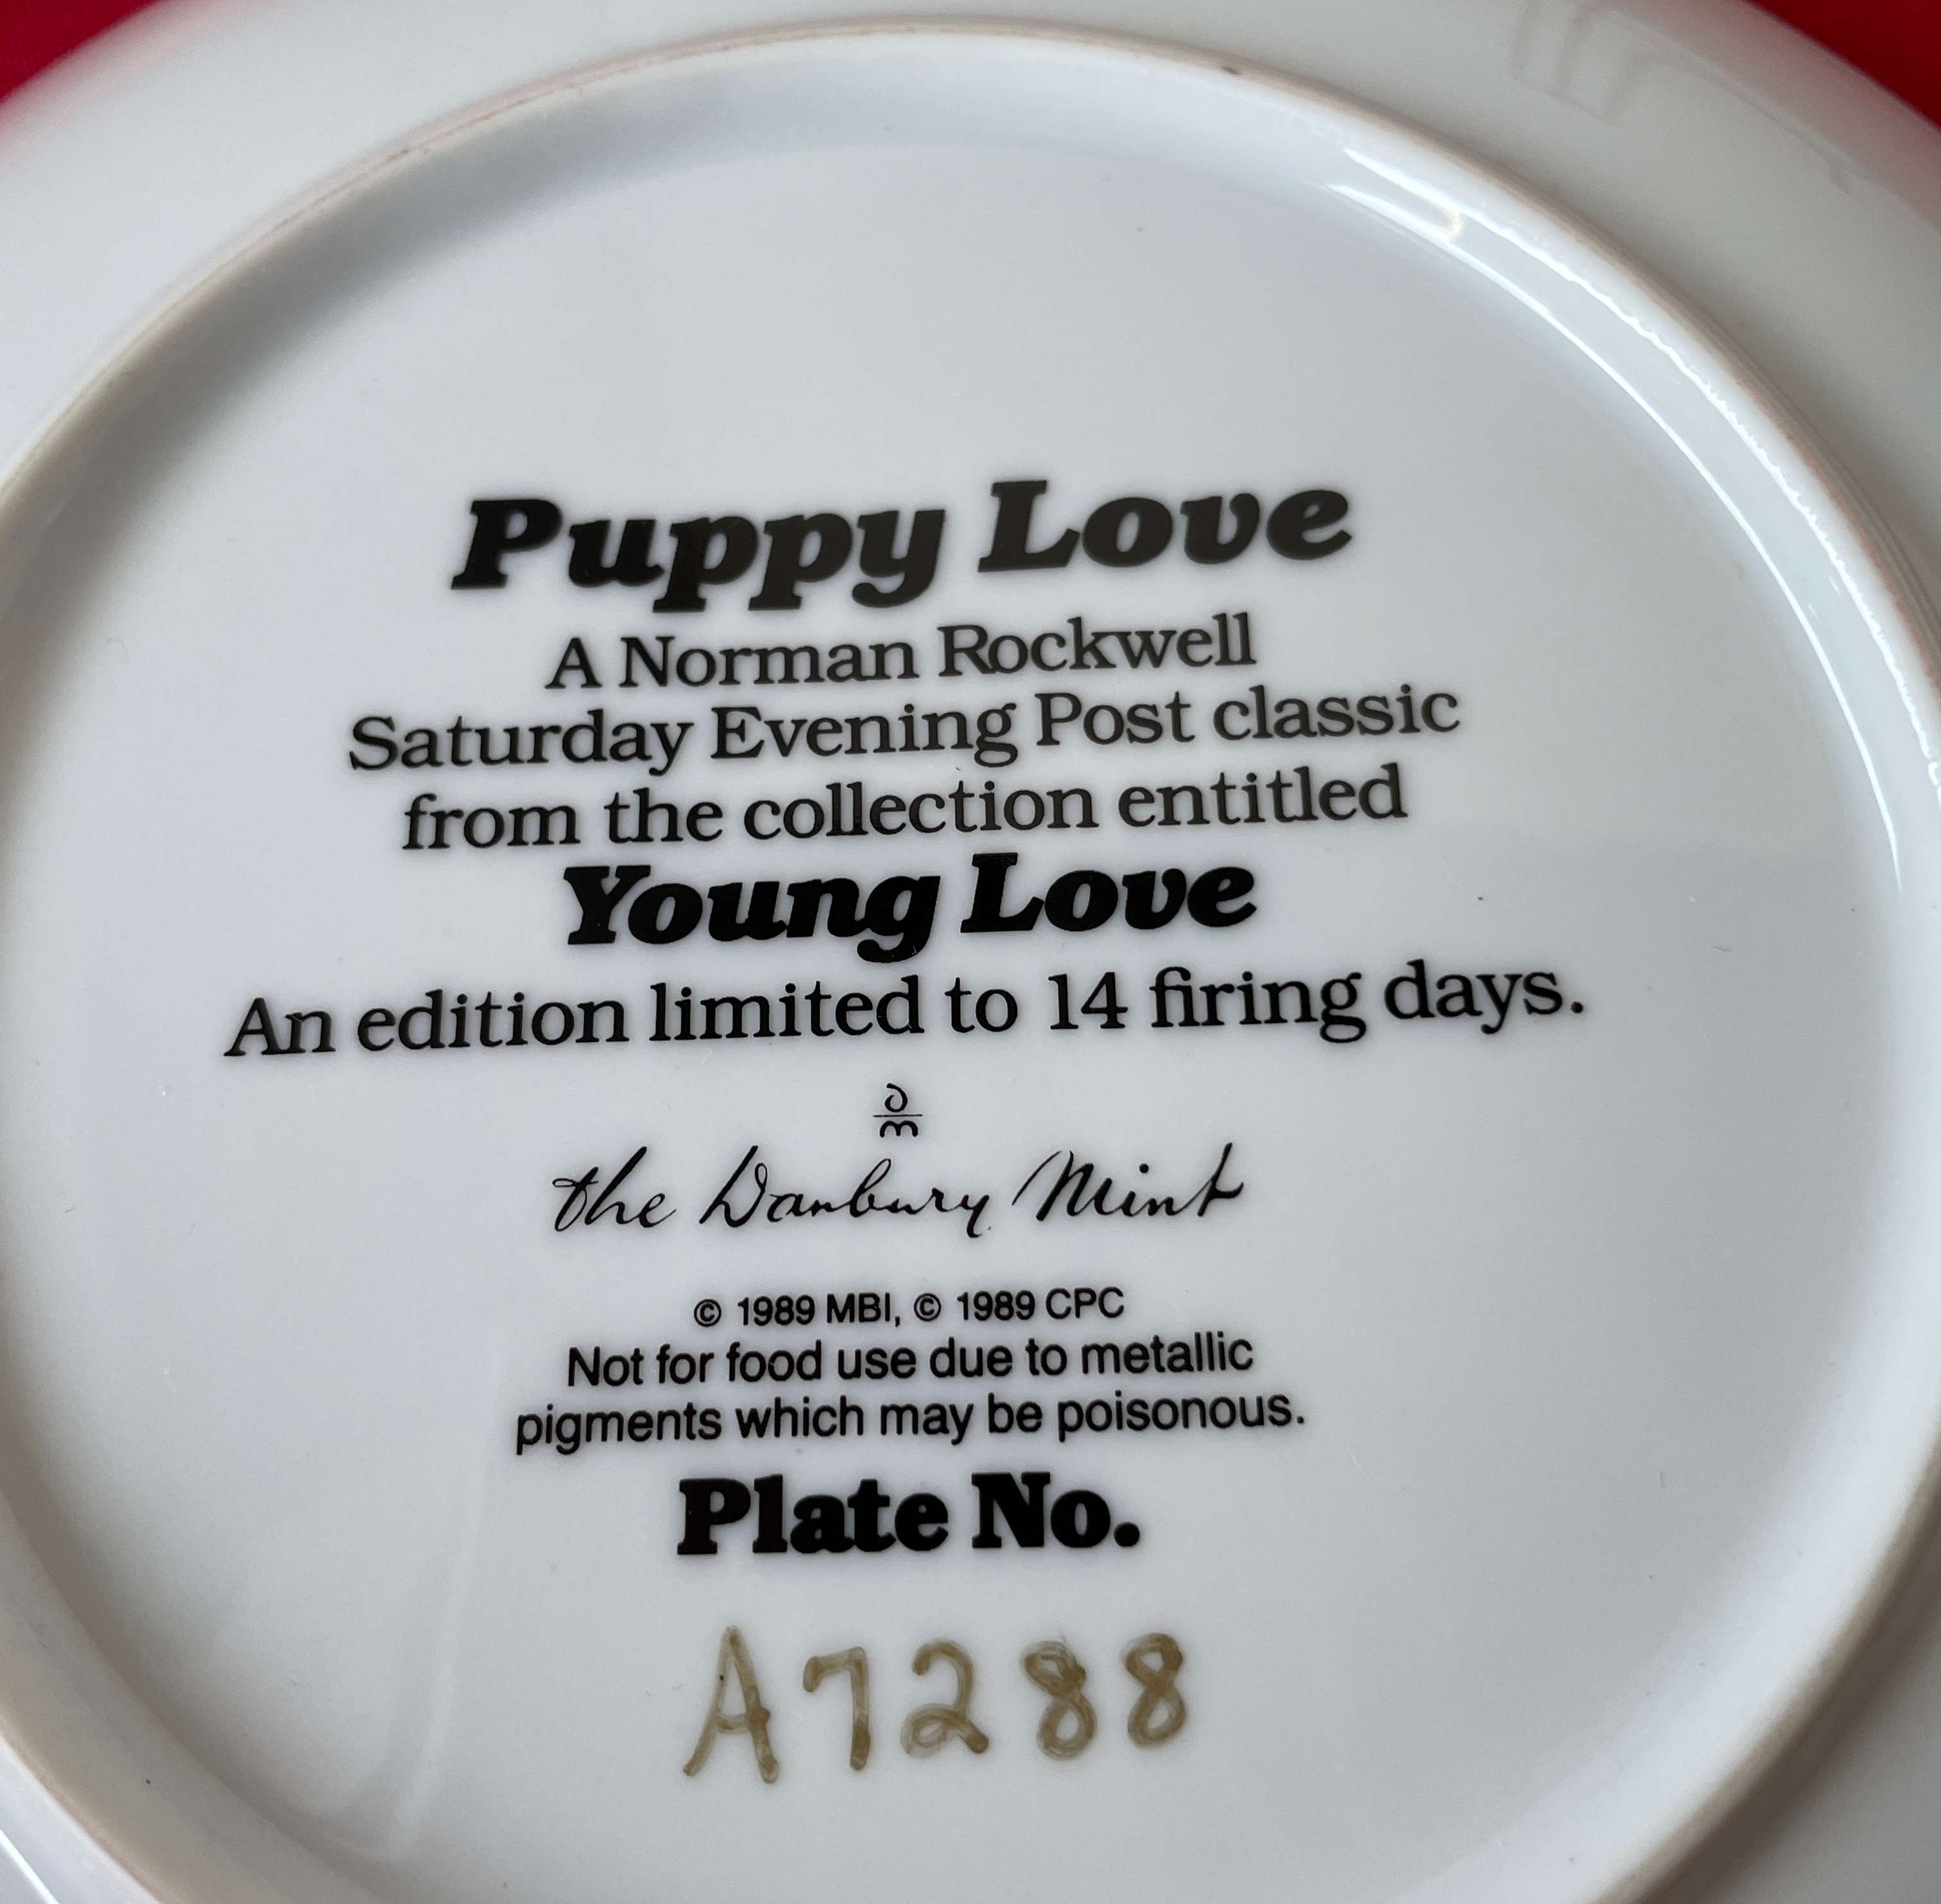 Puppy Love
A Norman Rockwell
Saturday Evening Post classic
from the collection entitled
Young Love
An edition limited to 14 firing days.
dm
the Danbury Mint
© 1989 MBI, © 1989 CPC
Not for food use due to metallic
pigments which may be poisonous.
Plate No.
A7288